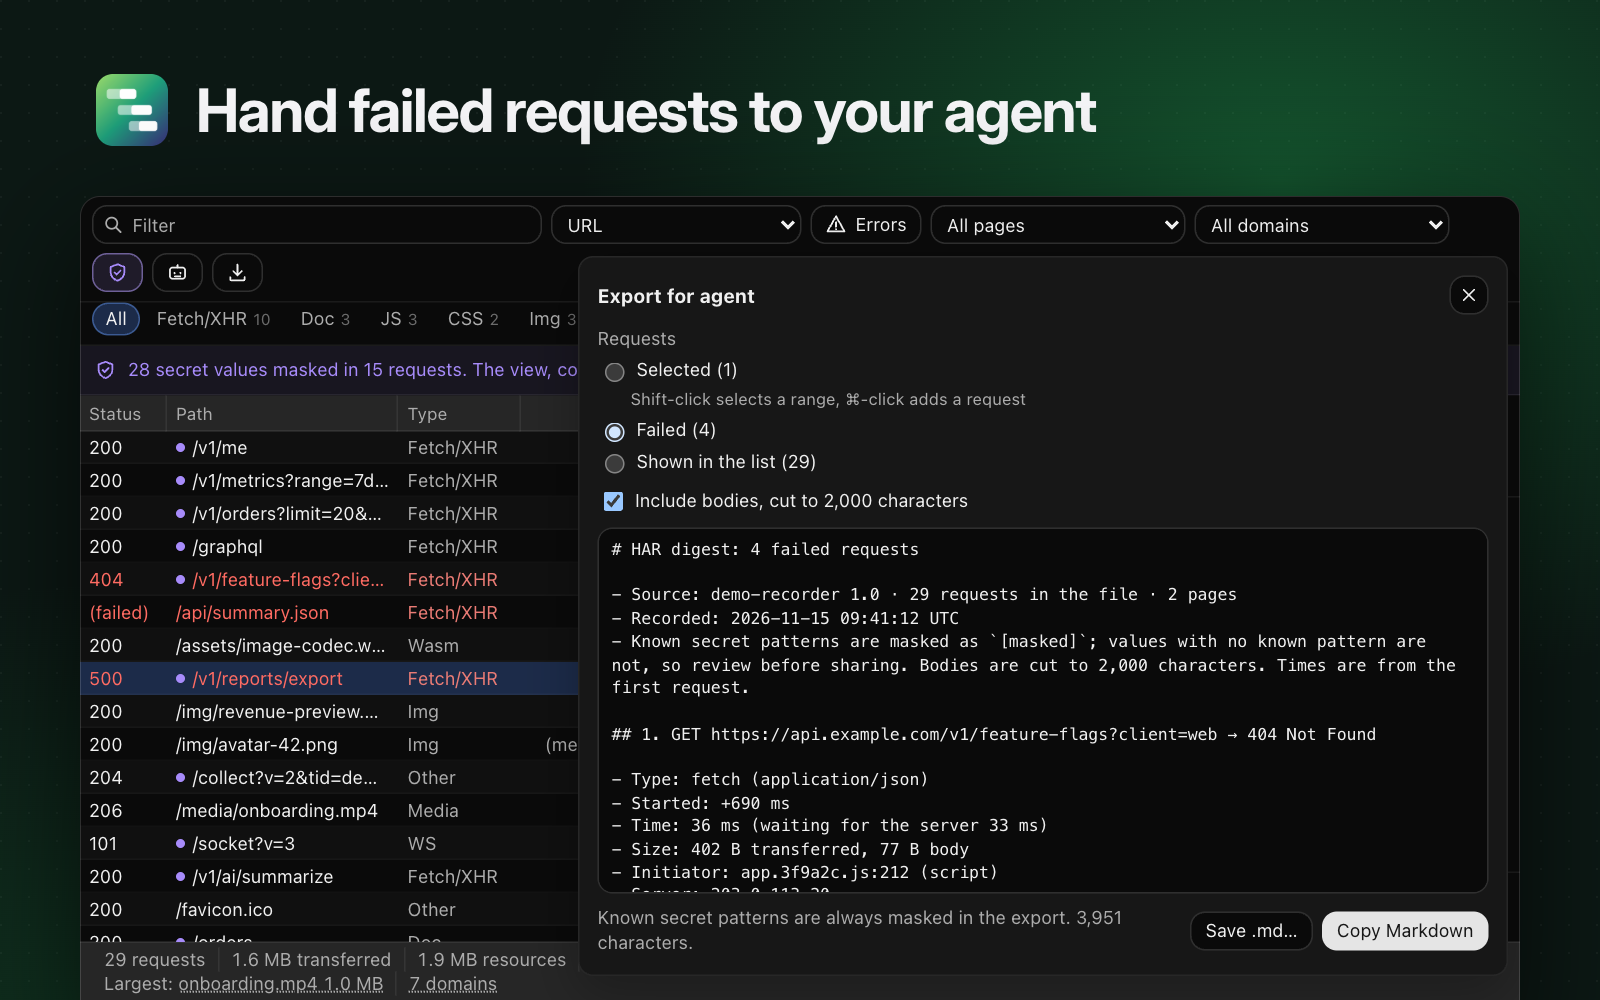 Hand failed requests to your agent
Filter
URL
Errors
All pages
All domains
All
Fetch/XHR 10
Doc 3
JS 3
CSS 2
Img 3
28 secret values masked in 15 requests. The view, co
Status Path Type
200 /v1/me Fetch/XHR
200 /v1/metrics?range=7d... Fetch/XHR
200 /v1/orders?limit=20&... Fetch/XHR
200 /graphql Fetch/XHR
404 /v1/feature-flags?clie... Fetch/XHR
(failed) /api/summary.json Fetch/XHR
200 /assets/image-codec.w... Wasm
500 /v1/reports/export Fetch/XHR
200 /img/revenue-preview.... Img
200 /img/avatar-42.png Img (me
204 /collect?v=2&tid=de... Other
206 /media/onboarding.mp4 Media
101 /socket?v=3 WS
200 /v1/ai/summarize Fetch/XHR
200 /favicon.ico Other
200 /orders Doc
29 requests 1.6 MB transferred 1.9 MB resources
Largest: onboarding.mp4 1.0 MB 7 domains
Export for agent
Requests
Selected (1)
Shift-click selects a range, ⌘-click adds a request
Failed (4)
Shown in the list (29)
Include bodies, cut to 2,000 characters
# HAR digest: 4 failed requests
- Source: demo-recorder 1.0 · 29 requests in the file · 2 pages
- Recorded: 2026-11-15 09:41:12 UTC
- Known secret patterns are masked as `[masked]`; values with no known pattern are
not, so review before sharing. Bodies are cut to 2,000 characters. Times are from the
first request.
## 1. GET https://api.example.com/v1/feature-flags?client=web → 404 Not Found
- Type: fetch (application/json)
- Started: +690 ms
- Time: 36 ms (waiting for the server 33 ms)
- Size: 402 B transferred, 77 B body
- Initiator: app.3f9a2c.js:212 (script)
- Server: 203.0.113.20
Known secret patterns are always masked in the export. 3,951
characters.
Save .md...
Copy Markdown